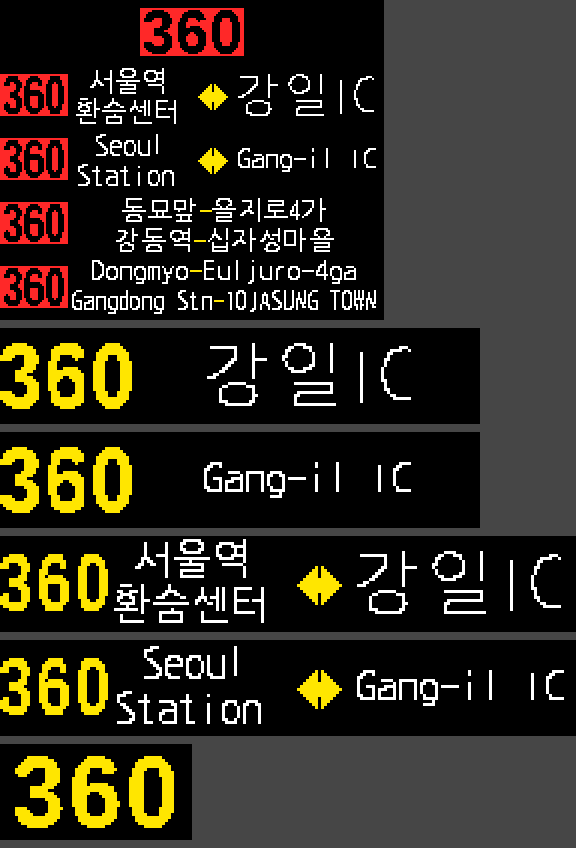 360
360 서울역 ◆ 강일IC
환숨센터
360 Seoul ◆ Gang-il IC
Station
360 동묘앞-을지로4가
강동역-십자성마을
360 Dongmyo-Euljuro-4ga
Gangdong Stn-10JASUNG TOWN
360 강일IC
360 Gang-il IC
360 서울역 ◆ 강일IC
환숨센터
360 Seoul ◆ Gang-il IC
Station
360